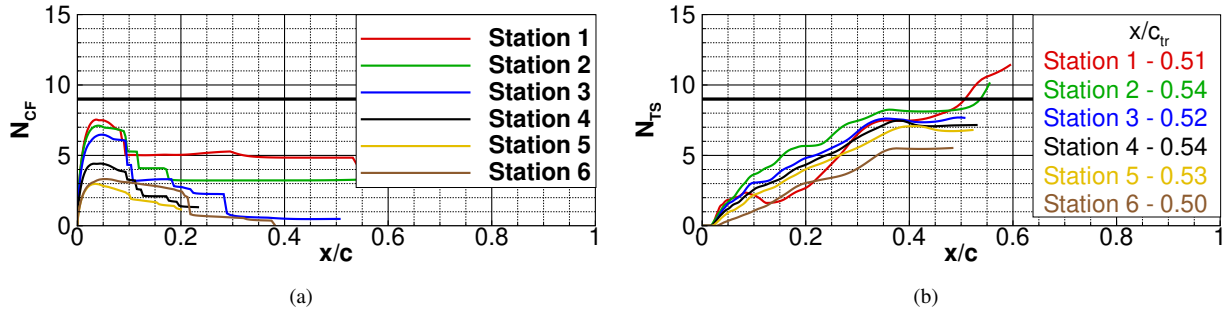 15
10
5
0
N_CF
0
0.2
0.4
0.6
0.8
1
x/c
Station 1
Station 2
Station 3
Station 4
Station 5
Station 6
(a)
15
10
5
0
N_TS
0
0.2
0.4
0.6
0.8
1
x/c
x/c_tr
Station 1 - 0.51
Station 2 - 0.54
Station 3 - 0.52
Station 4 - 0.54
Station 5 - 0.53
Station 6 - 0.50
(b)